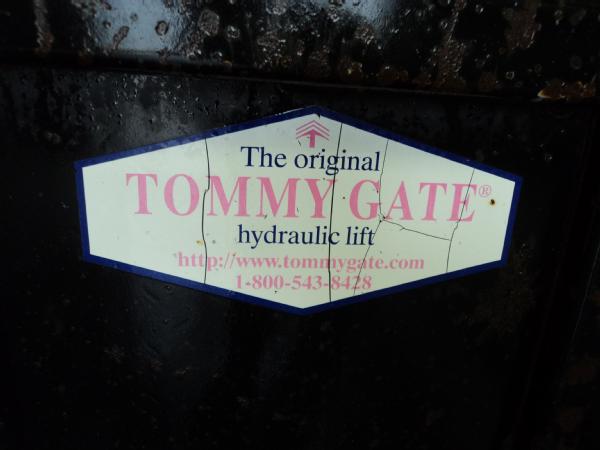 The original
TOMMY GATE®
hydraulic lift
http://www.tommygate.com
1-800-543-8428